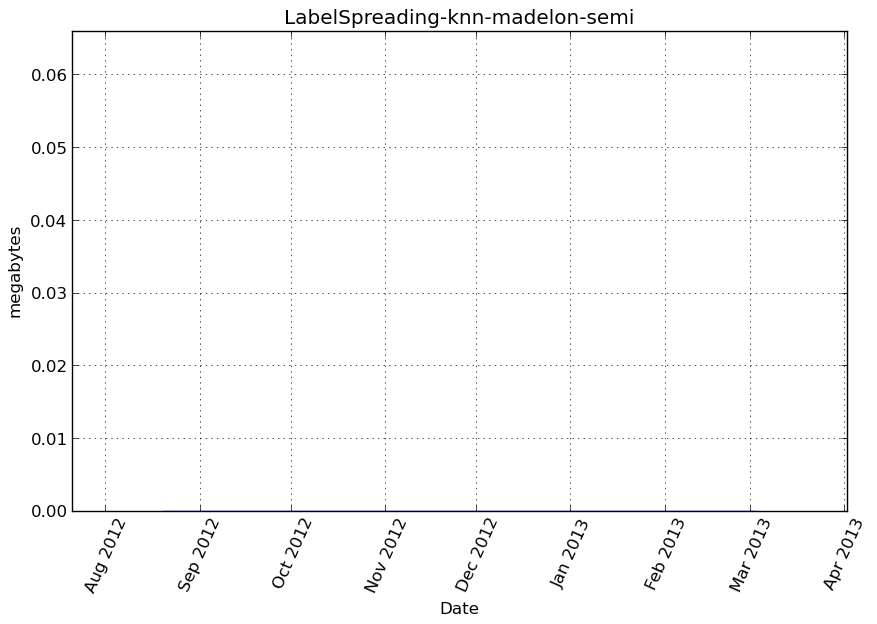 LabelSpreading-knn-madelon-semi
0.06
0.05
0.04
0.03
0.02
0.01
0.00
megabytes
Aug 2012
Sep 2012
Oct 2012
Nov 2012
Dec 2012
Jan 2013
Feb 2013
Mar 2013
Apr 2013
Date